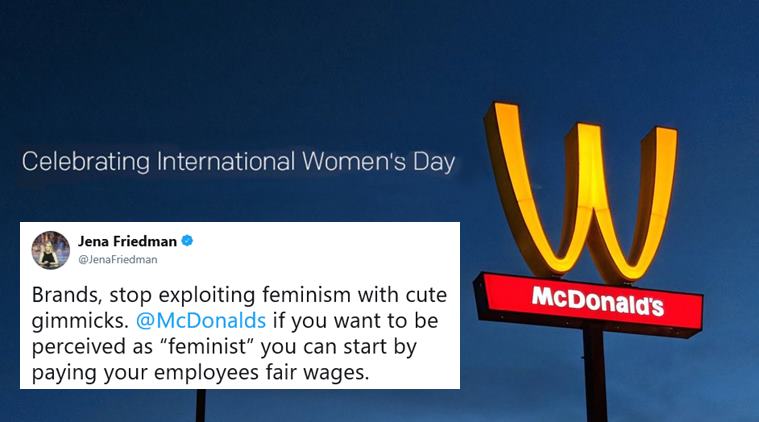 Celebrating International Women's Day
Jena Friedman
@JenaFriedman
Brands, stop exploiting feminism with cute
gimmicks. @McDonalds if you want to be
perceived as “feminist” you can start by
paying your employees fair wages.
McDonald's